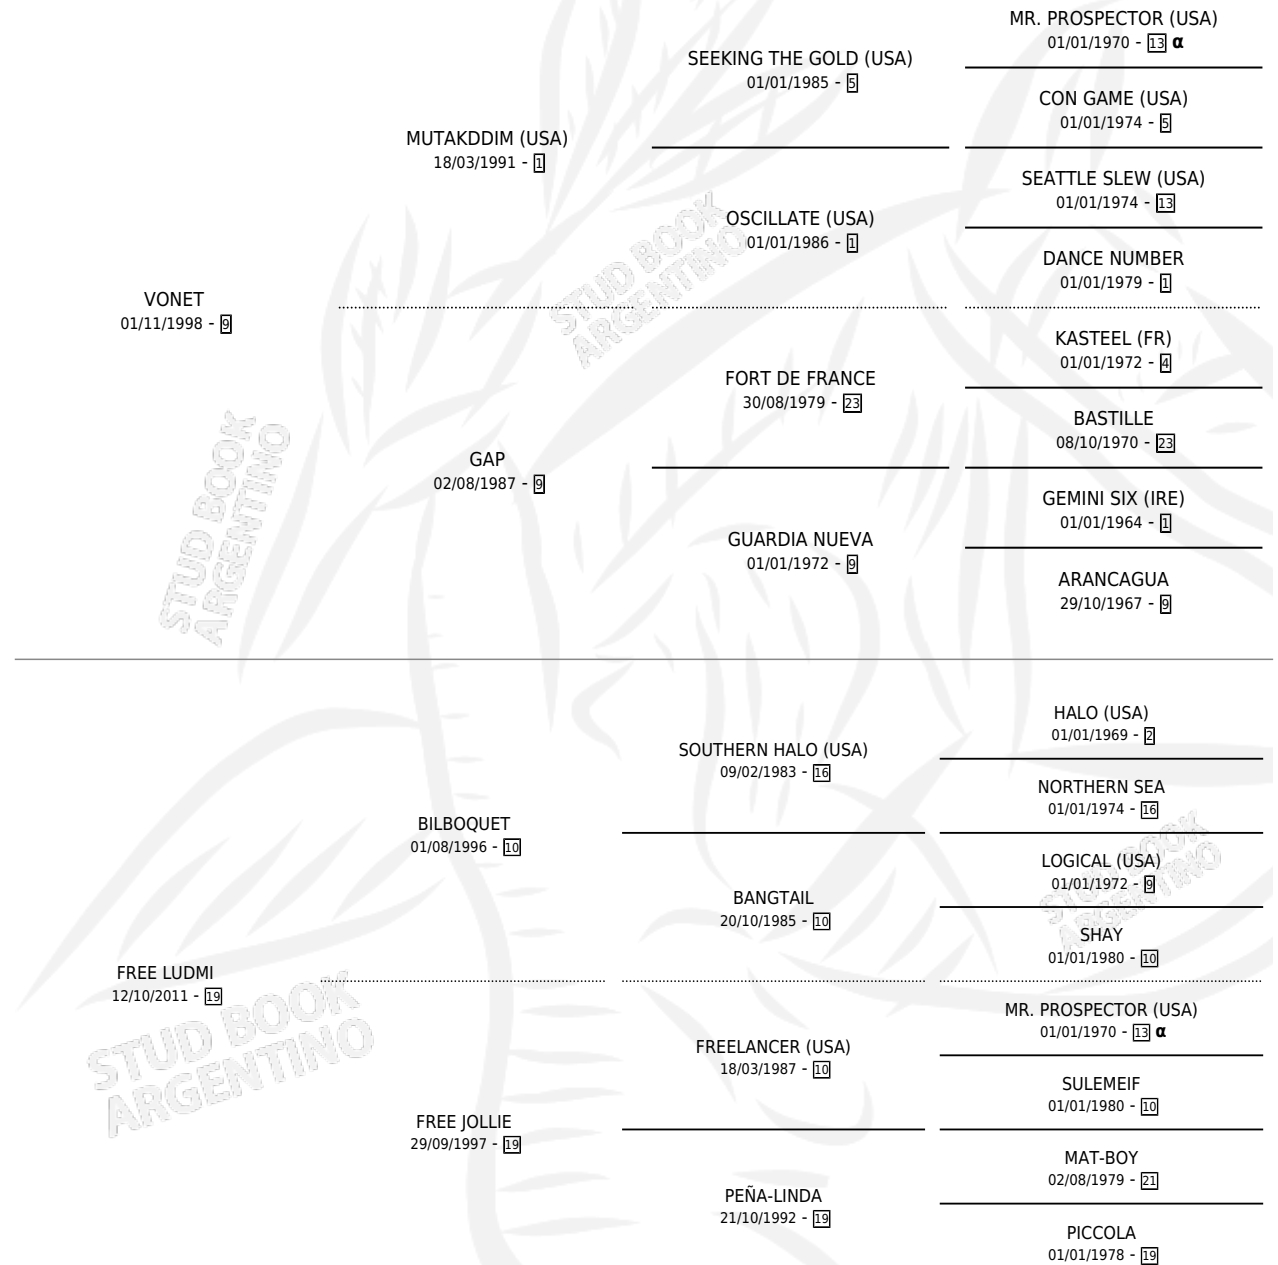 MR. PROSPECTOR (USA)
01/01/1970 - 13 α
SEEKING THE GOLD (USA)
01/01/1985 - 5
CON GAME (USA)
01/01/1974 - 5
MUTAKDDIM (USA)
18/03/1991 - 1
SEATTLE SLEW (USA)
01/01/1974 - 13
OSCILLATE (USA)
01/01/1986 - 1
DANCE NUMBER
01/01/1979 - 1
VONET
01/11/1998 - 9
KASTEEL (FR)
01/01/1972 - 4
FORT DE FRANCE
30/08/1979 - 23
BASTILLE
08/10/1970 - 23
GAP
02/08/1987 - 9
GEMINI SIX (IRE)
01/01/1964 - 1
GUARDIA NUEVA
01/01/1972 - 9
ARANCAGUA
29/10/1967 - 9
HALO (USA)
01/01/1969 - 2
SOUTHERN HALO (USA)
09/02/1983 - 16
NORTHERN SEA
01/01/1974 - 16
BILBOQUET
01/08/1996 - 10
LOGICAL (USA)
01/01/1972 - 9
BANGTAIL
20/10/1985 - 10
SHAY
01/01/1980 - 10
FREE LUDMI
12/10/2011 - 19
MR. PROSPECTOR (USA)
01/01/1970 - 13 α
FREELANCER (USA)
18/03/1987 - 10
SULEMEIF
01/01/1980 - 10
FREE JOLLIE
29/09/1997 - 19
MAT-BOY
02/08/1979 - 21
PEÑA-LINDA
21/10/1992 - 19
PICCOLA
01/01/1978 - 19
STUD BOOK
ARGENTINO
STUD BOOK
ARGENTINO
STUD BOOK
ARGENTINO
STUD BOOK
ARGENTINO